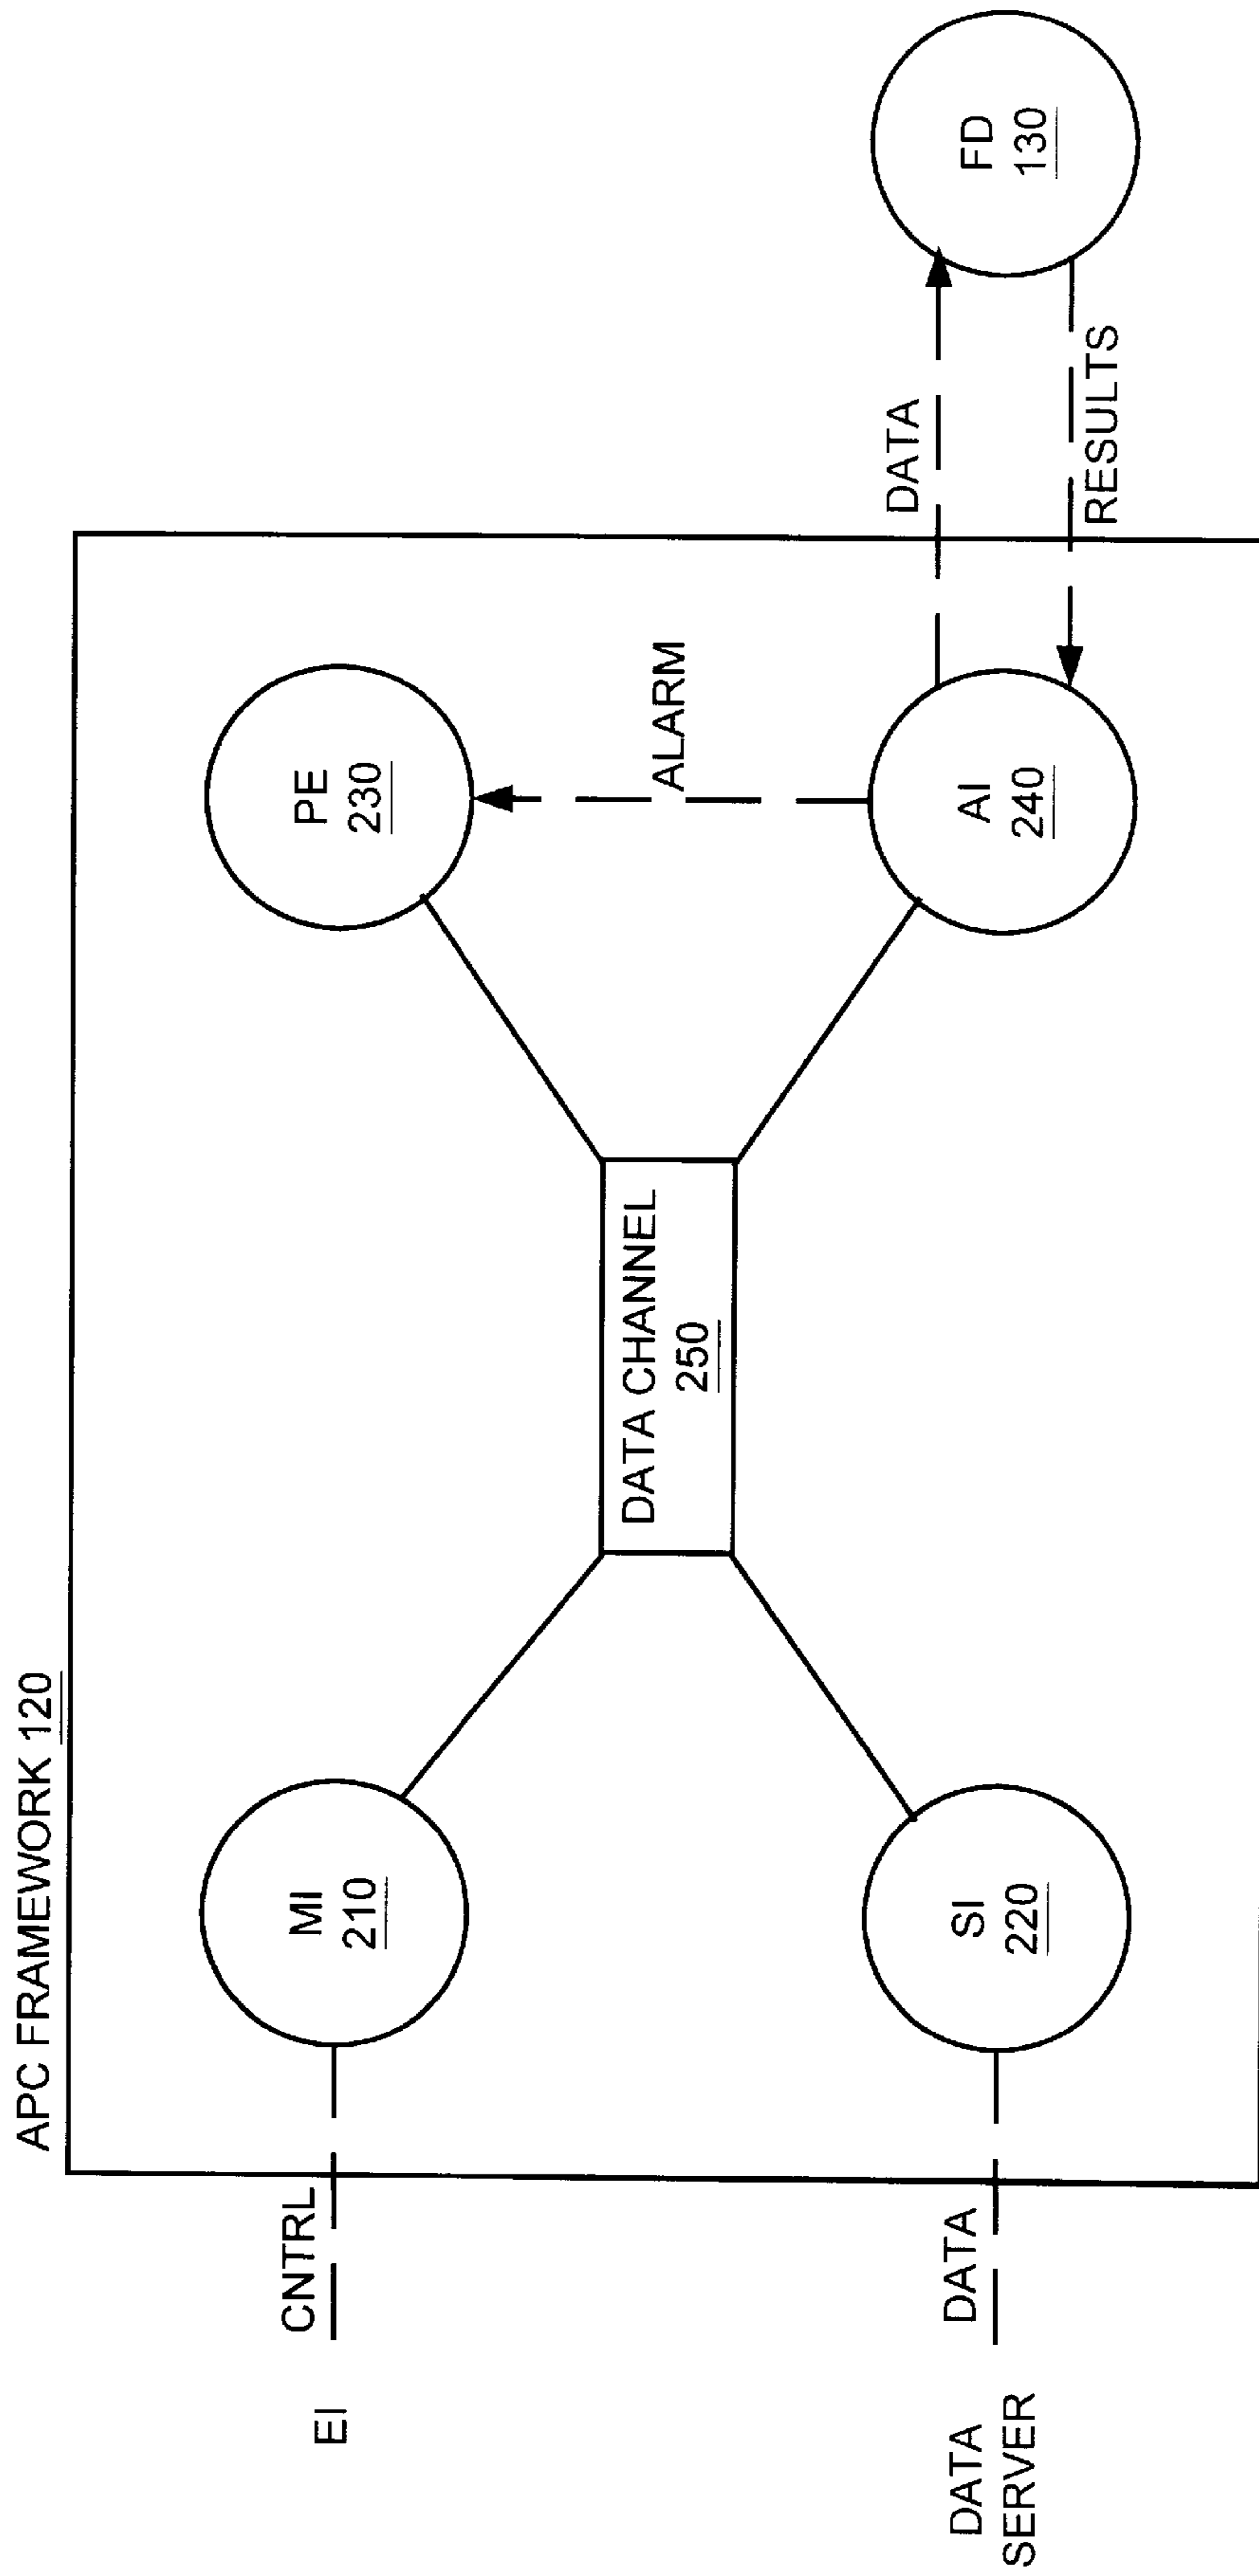 APC FRAMEWORK 120
EI
CNTRL
MI
210
PE
230
DATA CHANNEL
250
ALARM
DATA
SERVER
DATA
SI
220
AI
240
DATA
RESULTS
FD
130